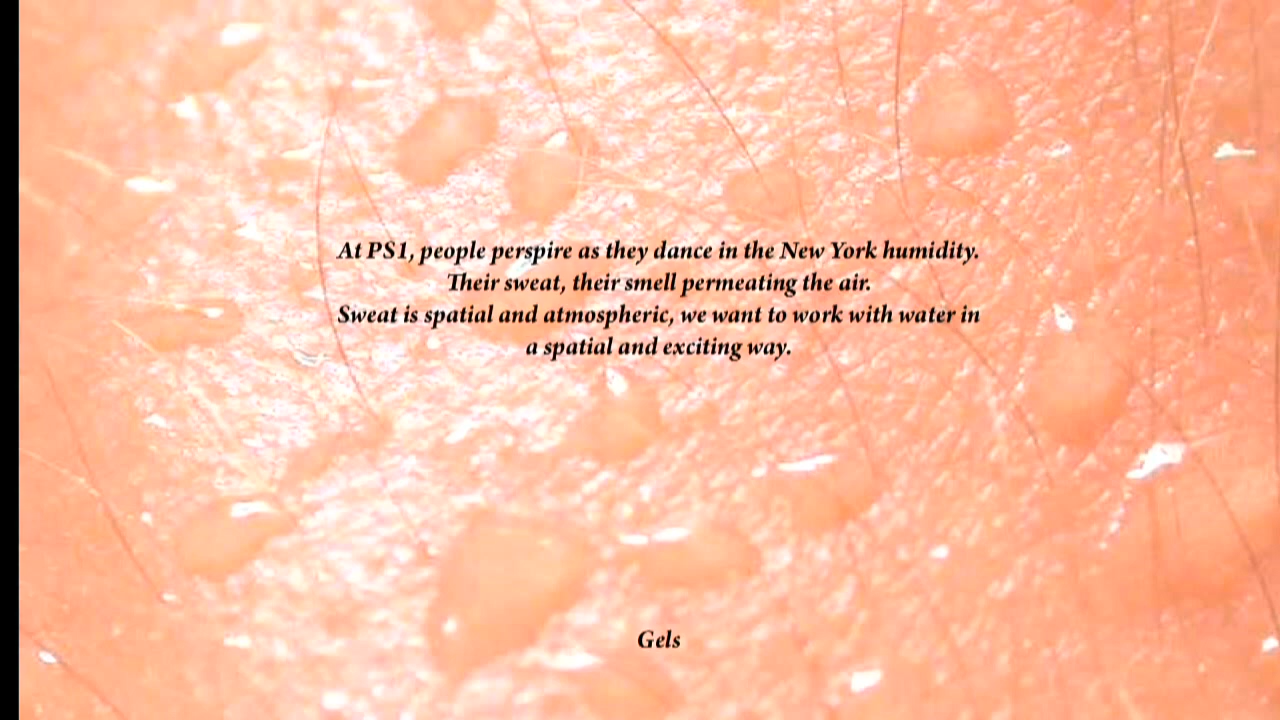 At PS1, people perspire as they dance in the New York humidity.
Their sweat, their smell permeating the air.
Sweat is spatial and atmospheric, we want to work with water in
a spatial and exciting way.
Gels